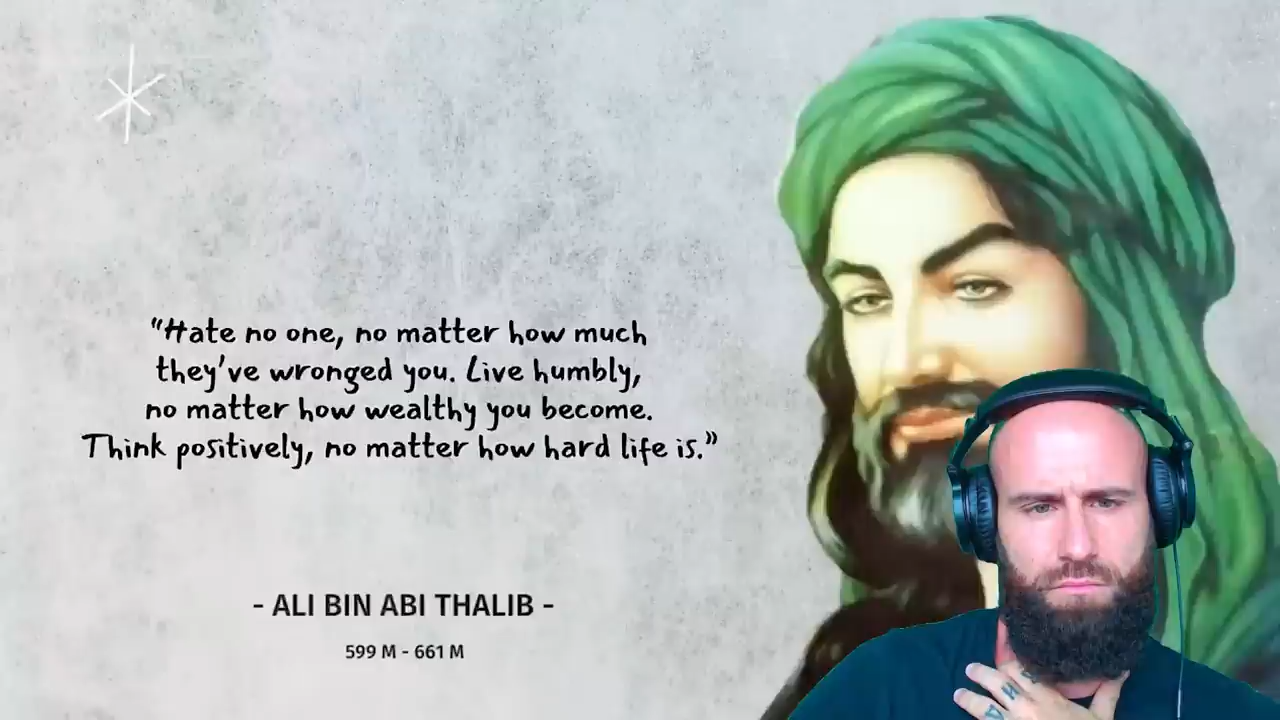 "Hate no one, no matter how much
they've wronged you. Live humbly,
no matter how wealthy you become.
Think positively, no matter how hard life is."
- ALI BIN ABI THALIB -
599 M - 661 M